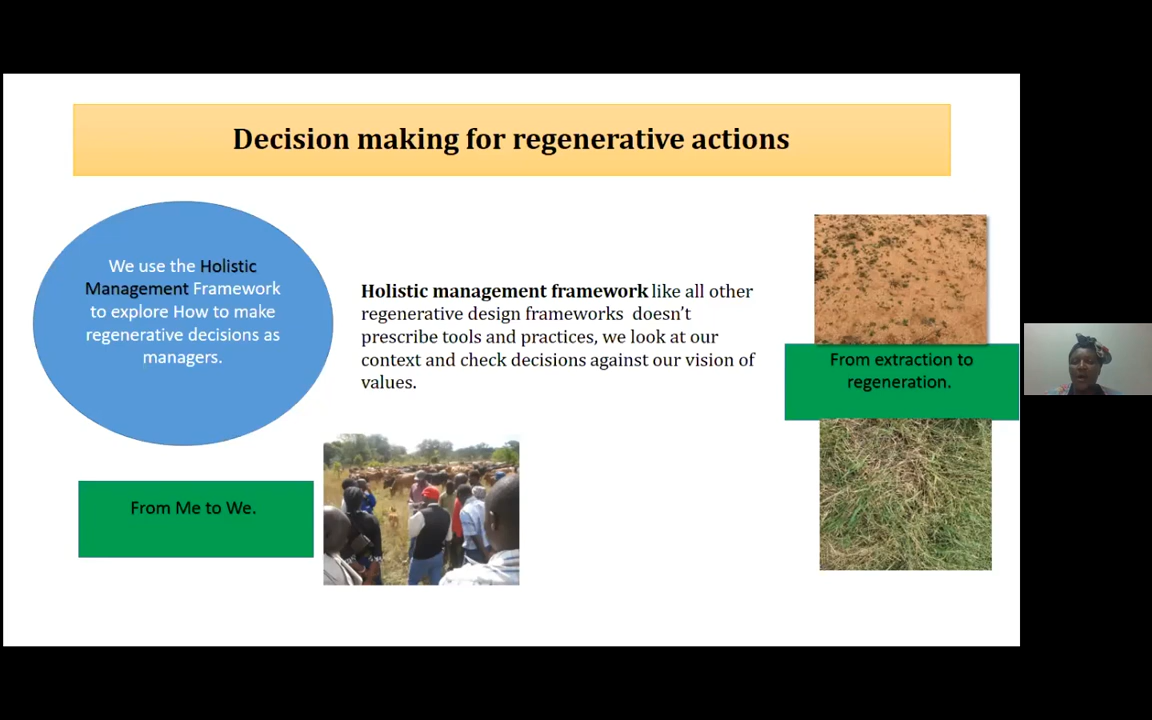 Decision making for regenerative actions
We use the Holistic
Management Framework
to explore How to make
regenerative decisions as
managers.
Holistic management framework like all other
regenerative design frameworks doesn't
prescribe tools and practices, we look at our
context and check decisions against our vision of
values.
From extraction to
regeneration.
From Me to We.